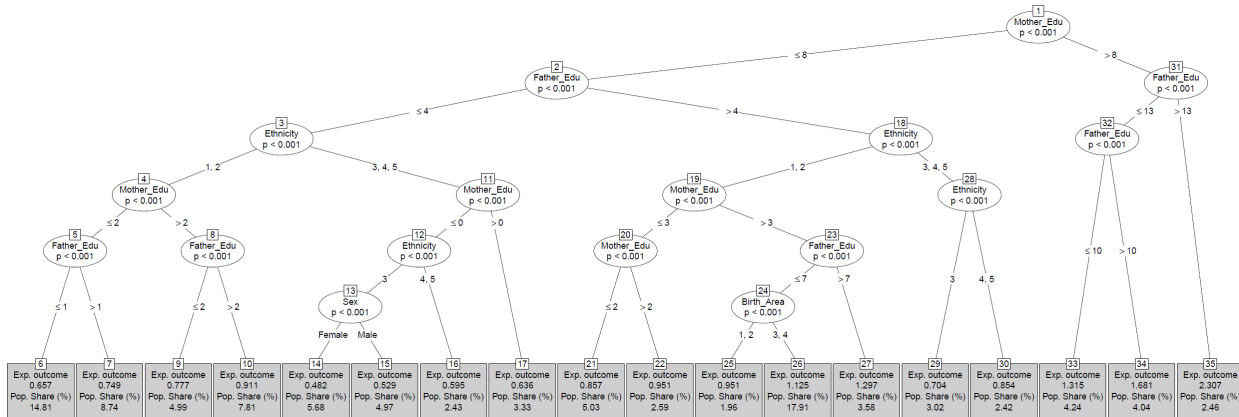 1
Mother_Edu
p < 0.001
≤ 8
> 8
2
Father_Edu
p < 0.001
31
Father_Edu
p < 0.001
≤ 4
> 4
≤ 13
> 13
3
Ethnicity
p < 0.001
18
Ethnicity
p < 0.001
32
Father_Edu
p < 0.001
1, 2
3, 4, 5
1, 2
3, 4, 5
4
Mother_Edu
p < 0.001
11
Mother_Edu
p < 0.001
19
Mother_Edu
p < 0.001
28
Ethnicity
p < 0.001
≤ 2
> 2
≤ 0
> 0
≤ 3
> 3
5
Father_Edu
p < 0.001
8
Father_Edu
p < 0.001
12
Ethnicity
p < 0.001
20
Mother_Edu
p < 0.001
23
Father_Edu
p < 0.001
≤ 10
> 10
3
4, 5
≤ 7
> 7
3
4, 5
13
Sex
p < 0.001
24
Birth_Area
p < 0.001
≤ 1
> 1
≤ 2
> 2
≤ 2
> 2
Female
Male
1, 2
3, 4
6
Exp. outcome
0.657
Pop. Share (%)
14.81
7
Exp. outcome
0.749
Pop. Share (%)
8.74
9
Exp. outcome
0.777
Pop. Share (%)
4.99
10
Exp. outcome
0.911
Pop. Share (%)
7.81
14
Exp. outcome
0.482
Pop. Share (%)
5.68
15
Exp. outcome
0.529
Pop. Share (%)
4.97
16
Exp. outcome
0.595
Pop. Share (%)
2.43
17
Exp. outcome
0.636
Pop. Share (%)
3.33
21
Exp. outcome
0.857
Pop. Share (%)
5.03
22
Exp. outcome
0.951
Pop. Share (%)
2.59
25
Exp. outcome
0.951
Pop. Share (%)
1.96
26
Exp. outcome
1.125
Pop. Share (%)
17.91
27
Exp. outcome
1.297
Pop. Share (%)
3.58
29
Exp. outcome
0.704
Pop. Share (%)
3.02
30
Exp. outcome
0.854
Pop. Share (%)
2.42
33
Exp. outcome
1.315
Pop. Share (%)
4.24
34
Exp. outcome
1.681
Pop. Share (%)
4.04
35
Exp. outcome
2.307
Pop. Share (%)
2.46